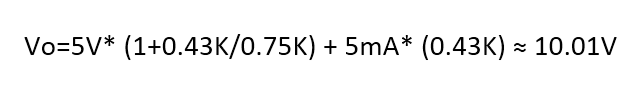 Vo=5V* (1+0.43K/0.75K) + 5mA* (0.43K) ≈ 10.01V